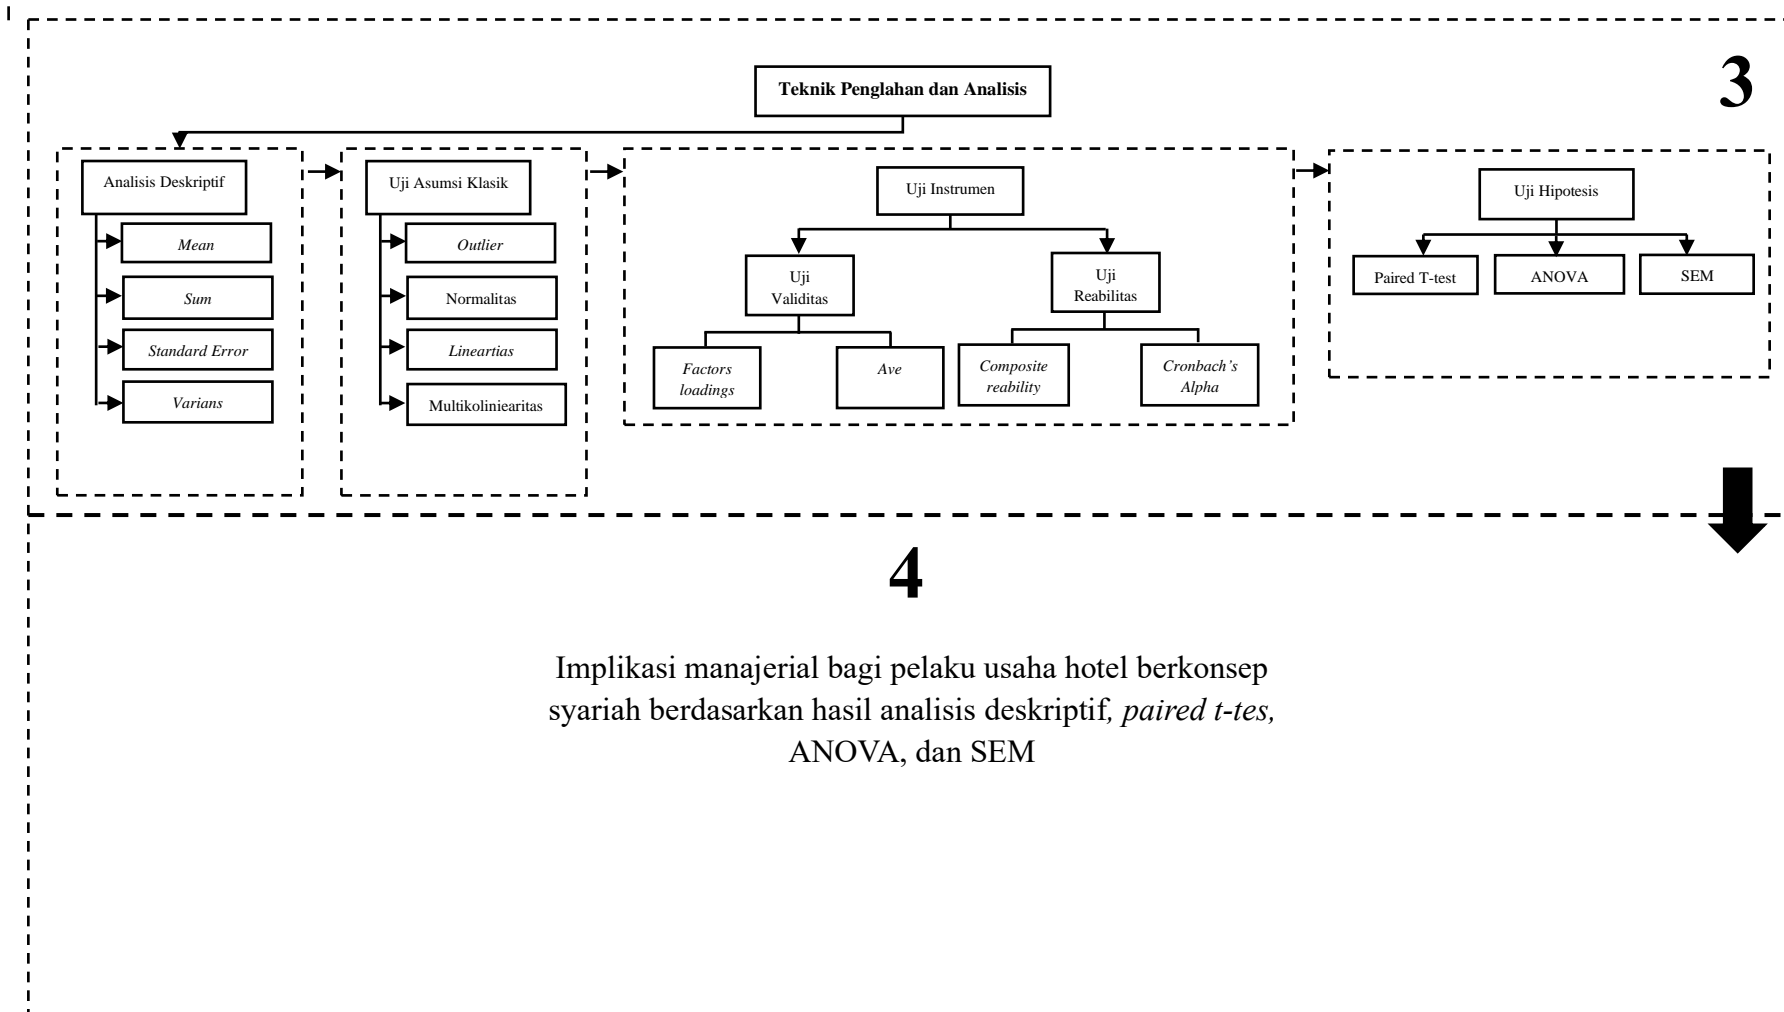 3
Teknik Penglahan dan Analisis
Analisis Deskriptif
Mean
Sum
Standard Error
Varians
Uji Asumsi Klasik
Outlier
Normalitas
Lineartias
Multikoliniearitas
Uji Instrumen
Uji
Validitas
Factors
loadings
Ave
Uji
Reabilitas
Composite
reability
Cronbach's
Alpha
Uji Hipotesis
Paired T-test
ANOVA
SEM
4
Implikasi manajerial bagi pelaku usaha hotel berkonsep
syariah berdasarkan hasil analisis deskriptif, paired t-tes,
ANOVA, dan SEM